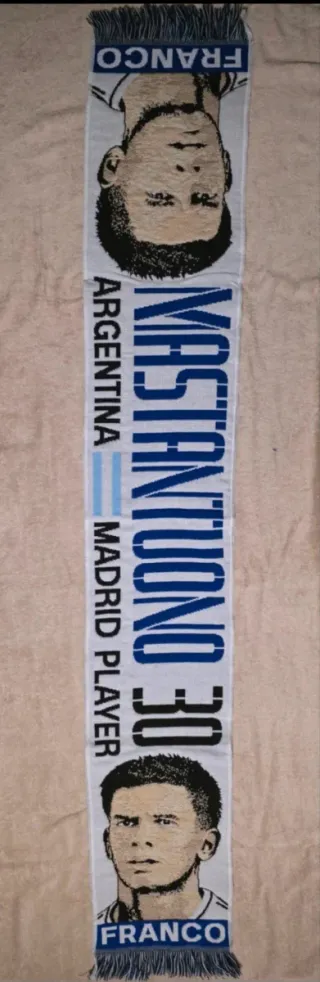 FRANCO
MASTANTUONO 30
ARGENTINA MADRID PLAYER
FRANCO